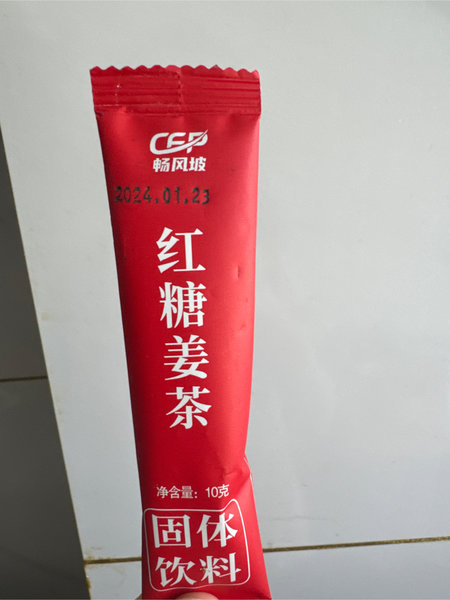 CFP
畅风坡
2024.01.23
红糖姜茶
净含量：10克
固体
饮料